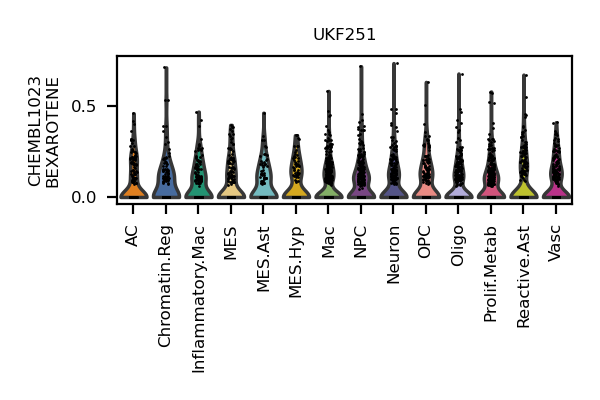 UKF251
CHEMBL1023
BEXAROTENE
0.5
0.0
AC
Chromatin.Reg
Inflammatory.Mac
MES
MES.Ast
MES.Hyp
Mac
NPC
Neuron
OPC
Oligo
Prolif.Metab
Reactive.Ast
Vasc